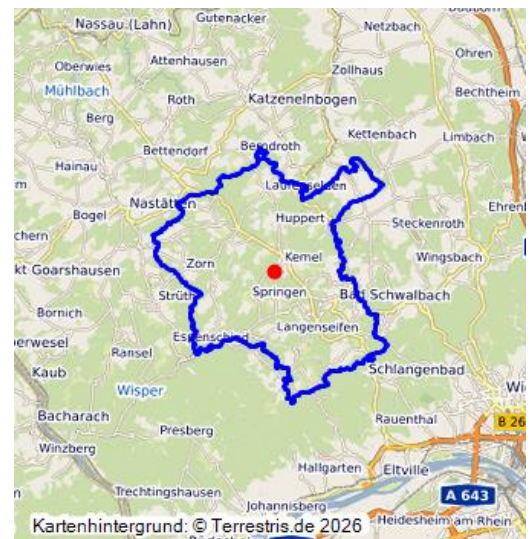 Nassau (Lahn)
Gutenacker
Netzbach
Oberwies
Attenhausen
Ohren
Zollhaus
Mühlbach
Roth
Katzenelnbogen
Bechtheim
Berg
Kettenbach
Limbach
Bettendorf
Berndroth
Hainau
Laufenselden
Nastätten
Bogel
Huppert
Steckenroth
Ehrenb
chern
Kemel
Wingsbach
kt Goarshausen
Zorn
Springen
Strüth
Bad Schwalbach
Bornich
Langenseifen
erwesel
Espenschied
Ransel
Schlangenbad
Kaub
Wisper
Wie
Bacharach
Rauenthal
B 26
Presberg
Winzberg
Hallgarten
Eltville
Trechtingshausen
A 643
Johannisberg
Heidesheim am Rhein
Kartenhintergrund: © Terrestris.de 2026